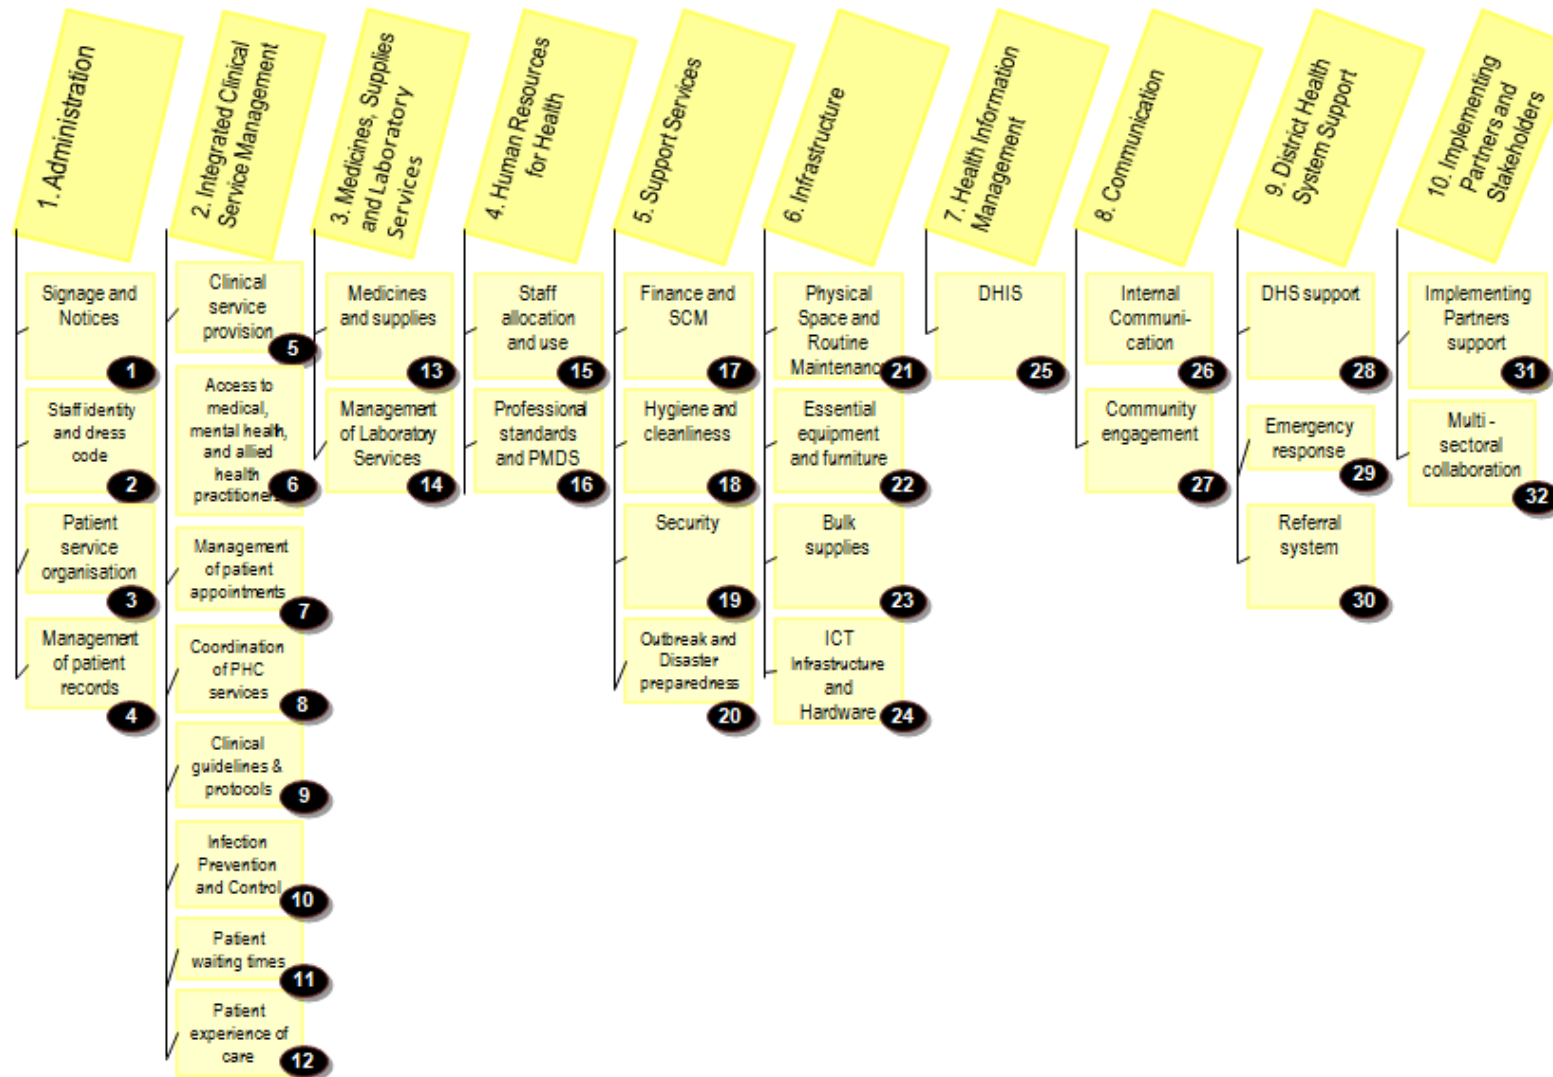 1. Administration
Signage and
Notices
1
Staff identity
and dress
code
2
Patient
service
organisation
3
Management
of patient
records
4
2. Integrated Clinical
Service Management
Clinical
service
provision
5
Access to
medical,
mental health,
and allied
health
practitioners
6
Management
of patient
appointments
7
Coordination
of PHC
services
8
Clinical
guidelines &
protocols
9
Infection
Prevention
and Control
10
Patient
waiting times
11
Patient
experience of
care
12
3. Medicines, Supplies
and Laboratory
Services
Medicines
and supplies
13
Management
of Laboratory
Services
14
4. Human Resources
for Health
Staff
allocation
and use
15
Professional
standards
and PMDS
16
5. Support Services
Finance and
SCM
17
Hygiene and
cleanliness
18
Security
19
Outbreak and
Disaster
preparedness
20
6. Infrastructure
Physical
Space and
Routine
Maintenance
21
Essential
equipment
and furniture
22
Bulk
supplies
23
ICT
Infrastructure
and
Hardware
24
7. Health Information
Management
DHIS
25
8. Communication
Internal
Communi-
cation
26
Community
engagement
27
9. District Health
System Support
DHS support
28
Emergency
response
29
Referral
system
30
10. Implementing
Partners and
Stakeholders
Implementing
Partners
support
31
Multi -
sectoral
collaboration
32